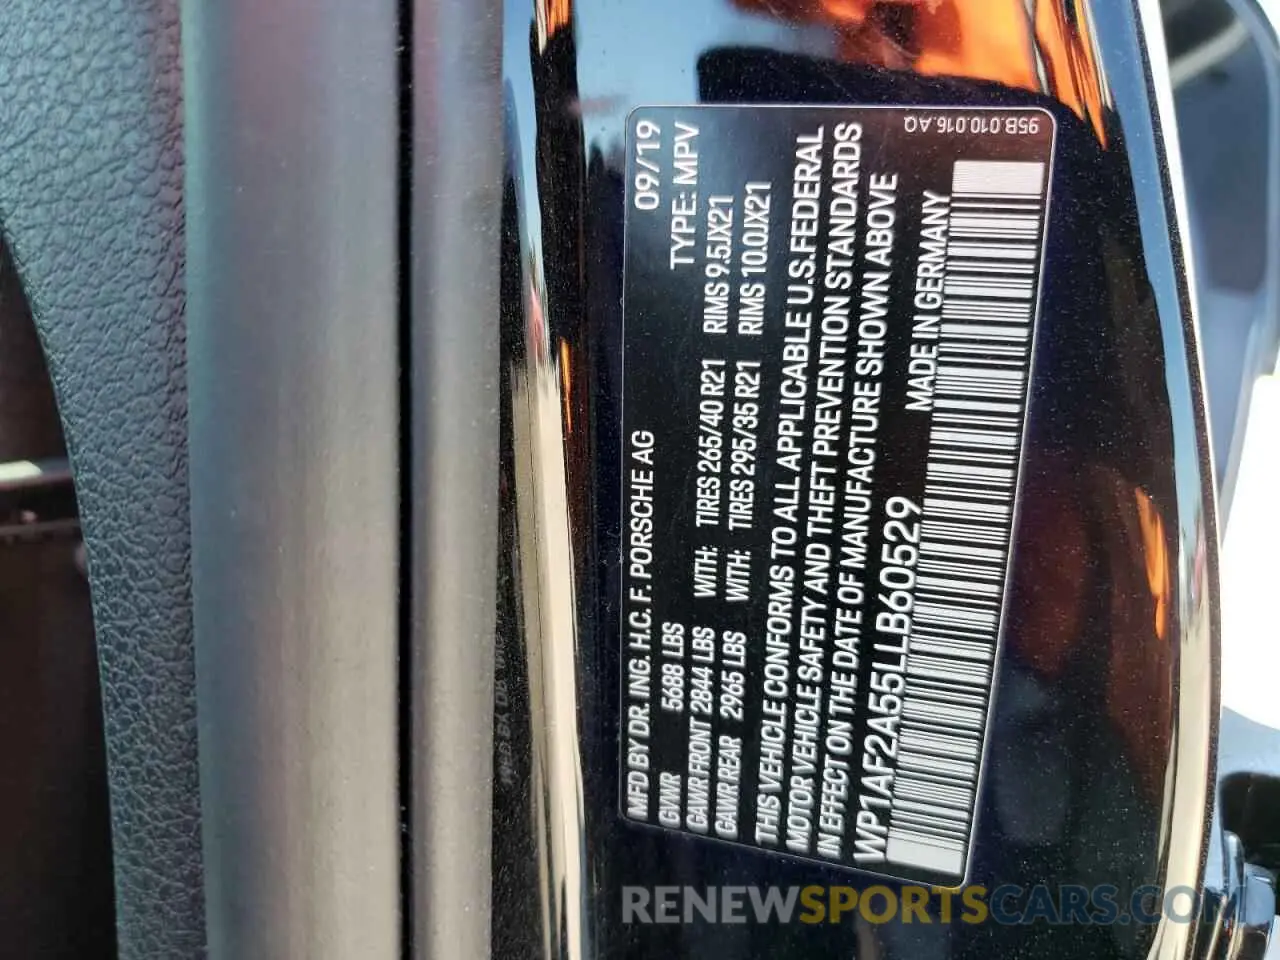 MFD BY DR. ING. H.C. F. PORSCHE AG 09/19
GVWR 5688 LBS TYPE: MPV
GAWR FRONT 2844 LBS WITH: TIRES 265/40 R21 RIMS 9.5JX21
GAWR REAR 2965 LBS WITH: TIRES 295/35 R21 RIMS 10.0JX21
THIS VEHICLE CONFORMS TO ALL APPLICABLE U.S.FEDERAL
MOTOR VEHICLE SAFETY AND THEFT PREVENTION STANDARDS
IN EFFECT ON THE DATE OF MANUFACTURE SHOWN ABOVE
WP1AF2A55LLB60529 MADE IN GERMANY
95B.010.016.AQ
RENEWSPORTSCARS.COM